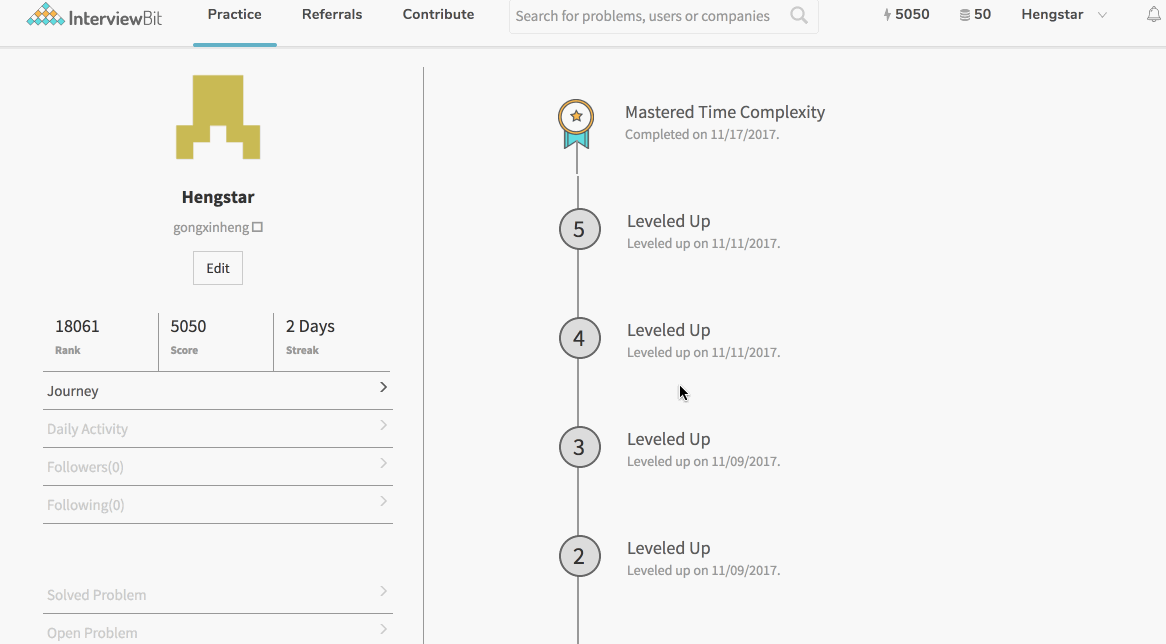 InterviewBit
Practice
Referrals
Contribute
Search for problems, users or companies
5050
50
Hengstar
Hengstar
gongxinheng
Edit
18061
Rank
5050
Score
2 Days
Streak
Journey
Daily Activity
Followers(0)
Following(0)
Solved Problem
Open Problem
Mastered Time Complexity
Completed on 11/17/2017.
5
Leveled Up
Leveled up on 11/11/2017.
4
Leveled Up
Leveled up on 11/11/2017.
3
Leveled Up
Leveled up on 11/09/2017.
2
Leveled Up
Leveled up on 11/09/2017.